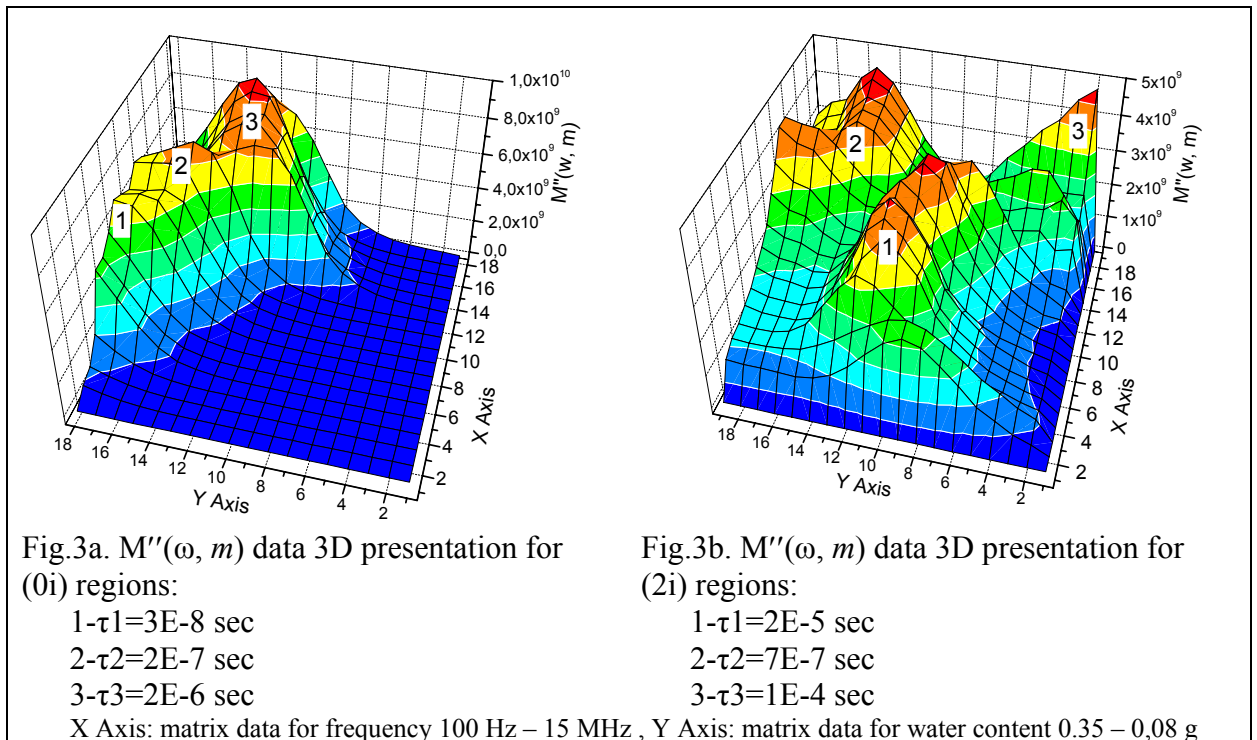 1,0x10^10
8,0x10^9
6,0x10^9
4,0x10^9
2,0x10^9
0,0
M"(w, m)
18
16
14
12
10
8
6
4
2
X Axis
18
16
14
12
10
8
6
4
2
Y Axis
1
2
3
5x10^9
4x10^9
3x10^9
2x10^9
1x10^9
0
M"(w, m)
18
16
14
12
10
8
6
4
2
X Axis
18
16
14
12
10
8
6
4
2
Y Axis
1
2
3
Fig.3a. M′′(ω, m) data 3D presentation for
(0i) regions:
1-τ1=3E-8 sec
2-τ2=2E-7 sec
3-τ3=2E-6 sec
Fig.3b. M′′(ω, m) data 3D presentation for
(2i) regions:
1-τ1=2E-5 sec
2-τ2=7E-7 sec
3-τ3=1E-4 sec
X Axis: matrix data for frequency 100 Hz – 15 MHz , Y Axis: matrix data for water content 0.35 – 0,08 g